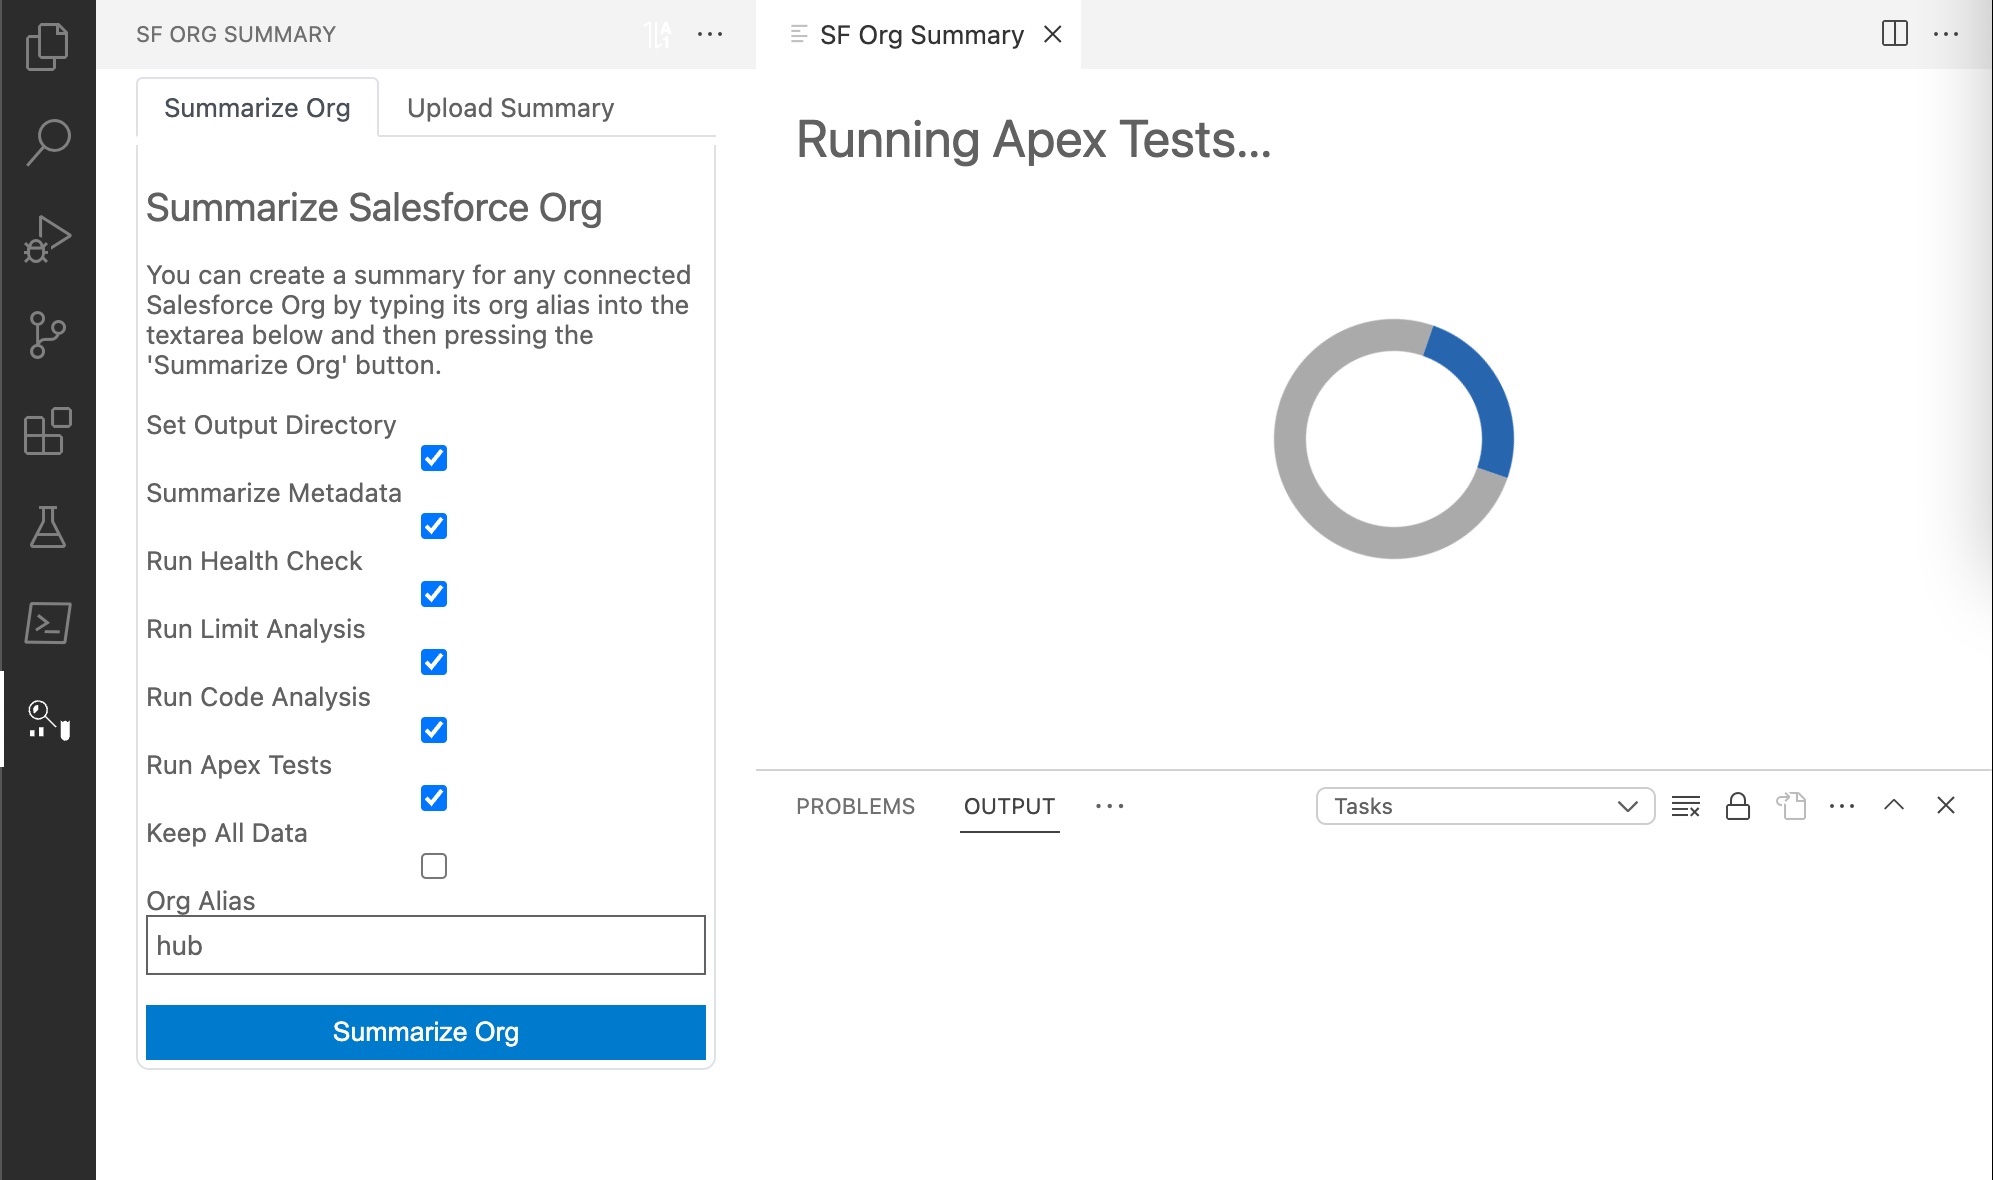 SF ORG SUMMARY
SF Org Summary
Summarize Org
Upload Summary
Summarize Salesforce Org
You can create a summary for any connected
Salesforce Org by typing its org alias into the
textarea below and then pressing the
'Summarize Org' button.
Set Output Directory
Summarize Metadata
Run Health Check
Run Limit Analysis
Run Code Analysis
Run Apex Tests
Keep All Data
Org Alias
hub
Summarize Org
Running Apex Tests...
PROBLEMS
OUTPUT
Tasks